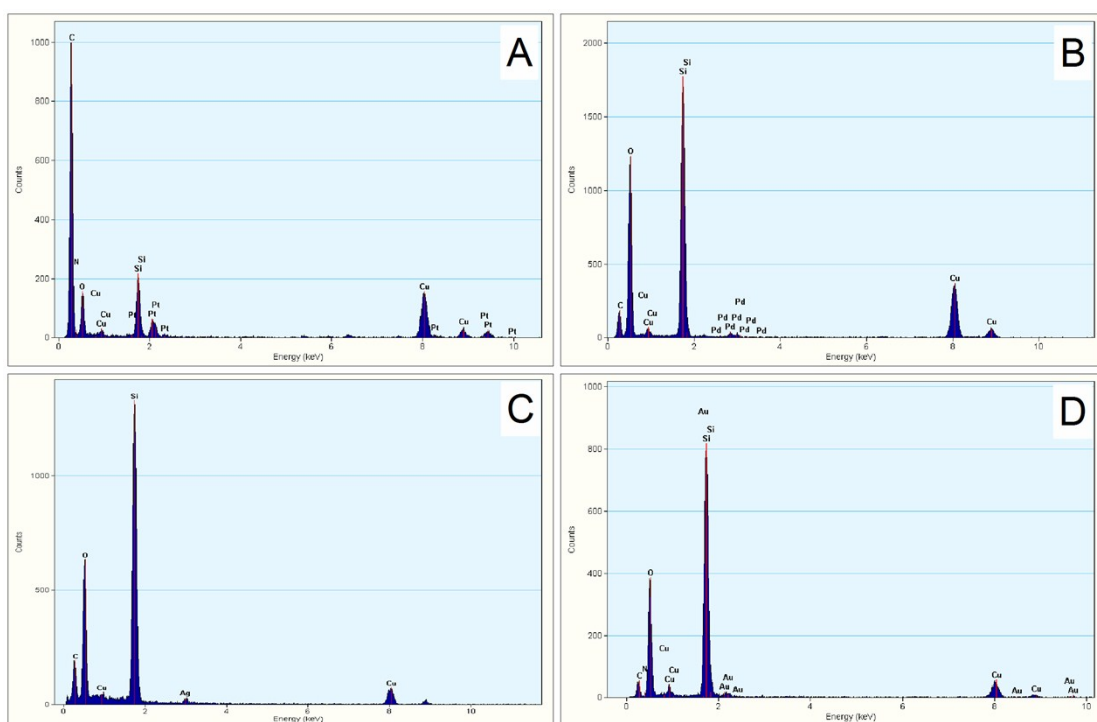 A
C
1000
800
600
400
200
0
N
O
Cu
Cu
Cu
Pt
Si
Si
Pt
Pt
Pt
Cu
Pt
Cu
Pt
Pt
Pt
0 2 4 6 8 10
Energy (keV)
Counts
B
2000
1500
1000
500
0
Si
Si
O
C
Cu
Cu
Cu
Pd
Pd
Pd
Pd
Pd
Pd
Pd
Pd
Cu
Cu
0 2 4 6 8 10
Energy (keV)
Counts
C
Si
1000
500
0
O
C
Cu
Ag
Cu
0 2 4 6 8 10
Energy (keV)
Counts
D
1000
800
600
400
200
0
Au
Si
Si
O
Cu
N
C
Cu
Cu
Au
Au
Au
Cu
Au
Cu
Au
Au
0 2 4 6 8 10
Energy (keV)
Counts